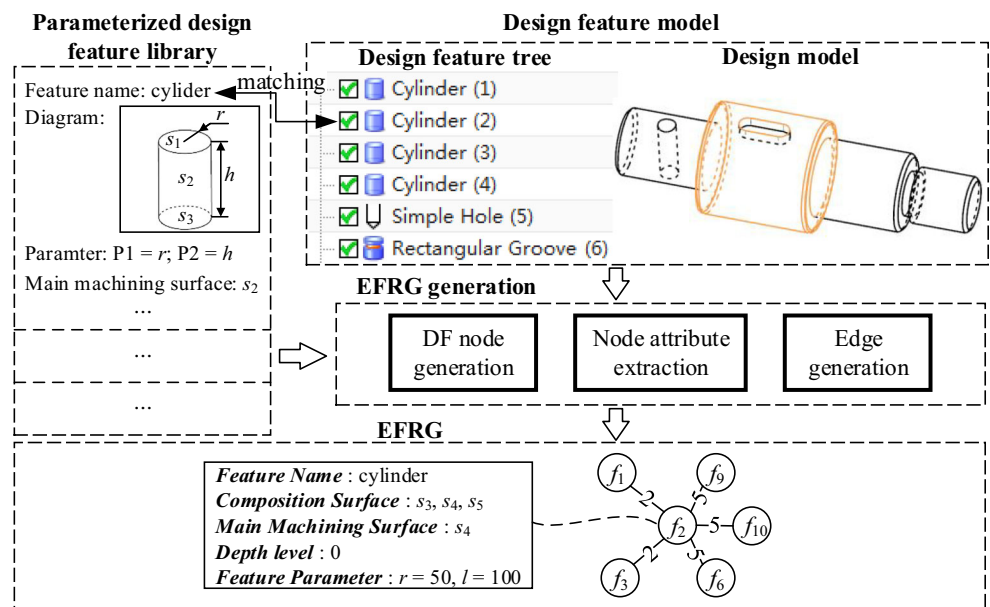 Parameterized design
feature library
Feature name: cylider
Diagram:
r
s1
s2
h
s3
Paramter: P1 = r; P2 = h
Main machining surface: s2
...
...
...
matching
Design feature model
Design feature tree
Cylinder (1)
Cylinder (2)
Cylinder (3)
Cylinder (4)
Simple Hole (5)
Rectangular Groove (6)
Design model
EFRG generation
DF node
generation
Node attribute
extraction
Edge
generation
EFRG
Feature Name : cylinder
Composition Surface : s3, s4, s5
Main Machining Surface : s4
Depth level : 0
Feature Parameter : r = 50, l = 100
f1
f9
2
5
f2
5
f10
2
5
f3
f6